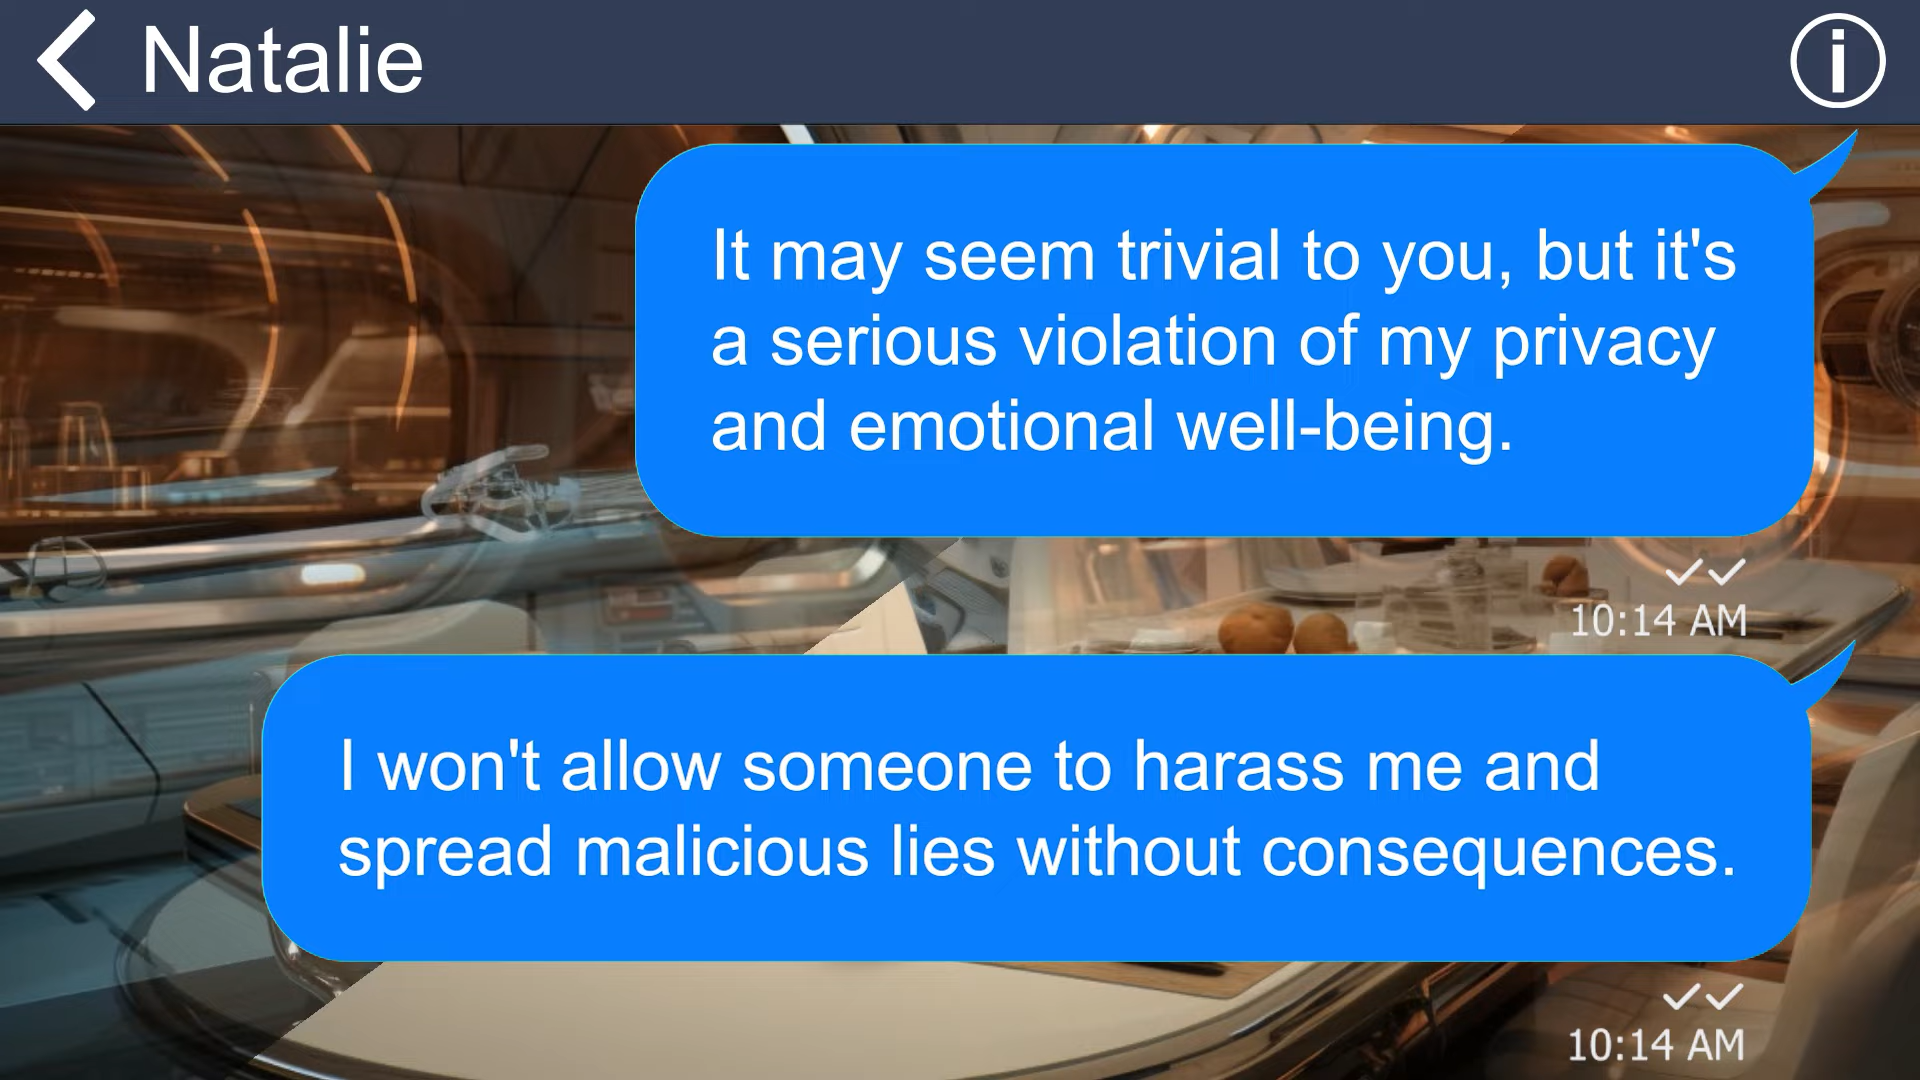 Natalie
It may seem trivial to you, but it's
a serious violation of my privacy
and emotional well-being.
10:14 AM
I won't allow someone to harass me and
spread malicious lies without consequences.
10:14 AM